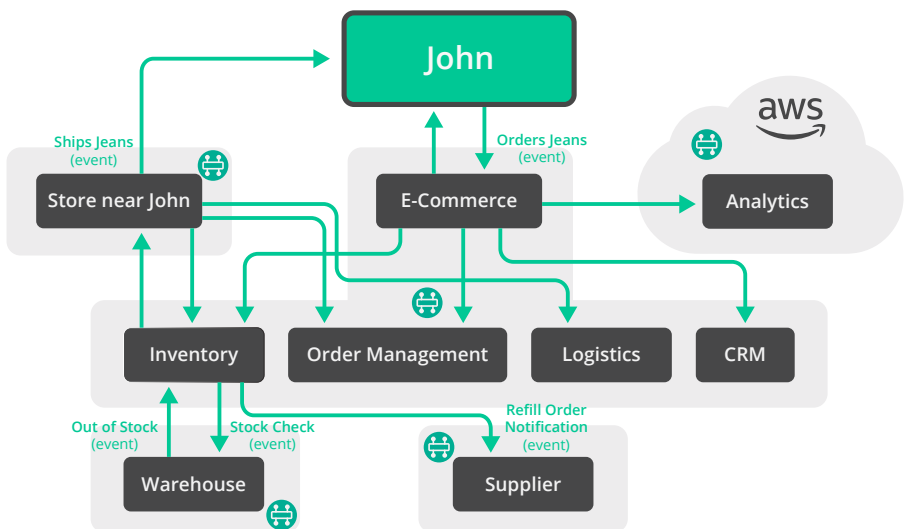 John
aws
Ships Jeans
(event)
Orders Jeans
(event)
Store near John
E-Commerce
Analytics
Inventory
Order Management
Logistics
CRM
Out of Stock
(event)
Stock Check
(event)
Refill Order
Notification
(event)
Warehouse
Supplier